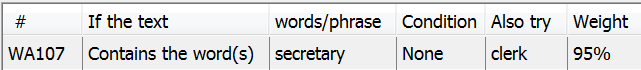 # If the text words/phrase Condition Also try Weight
WA107 Contains the word(s) secretary None clerk 95%